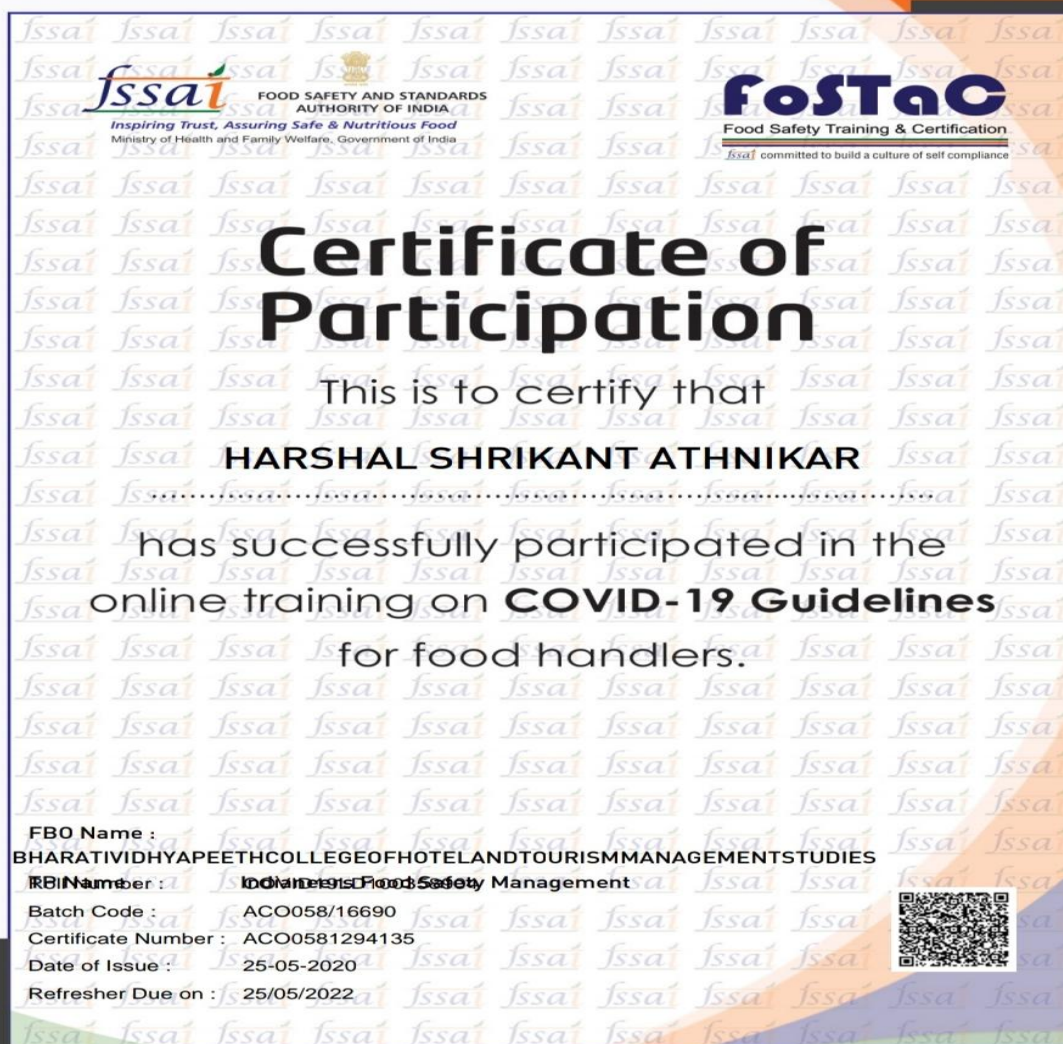 fssai
FOOD SAFETY AND STANDARDS
AUTHORITY OF INDIA
Inspiring Trust, Assuring Safe & Nutritious Food
Ministry of Health and Family Welfare, Government of India
FoSTaC
Food Safety Training & Certification
fssai committed to build a culture of self compliance
Certificate of
Participation
This is to certify that
HARSHAL SHRIKANT ATHNIKAR
has successfully participated in the
online training on COVID-19 Guidelines
for food handlers.
FBO Name :
BHARATIVIDHYAPEETHCOLLEGEOFHOTELANDTOURISMMANAGEMENTSTUDIES
Food Safety Management
Batch Code : ACO058/16690
Certificate Number : ACO0581294135
Date of Issue : 25-05-2020
Refresher Due on : 25/05/2022